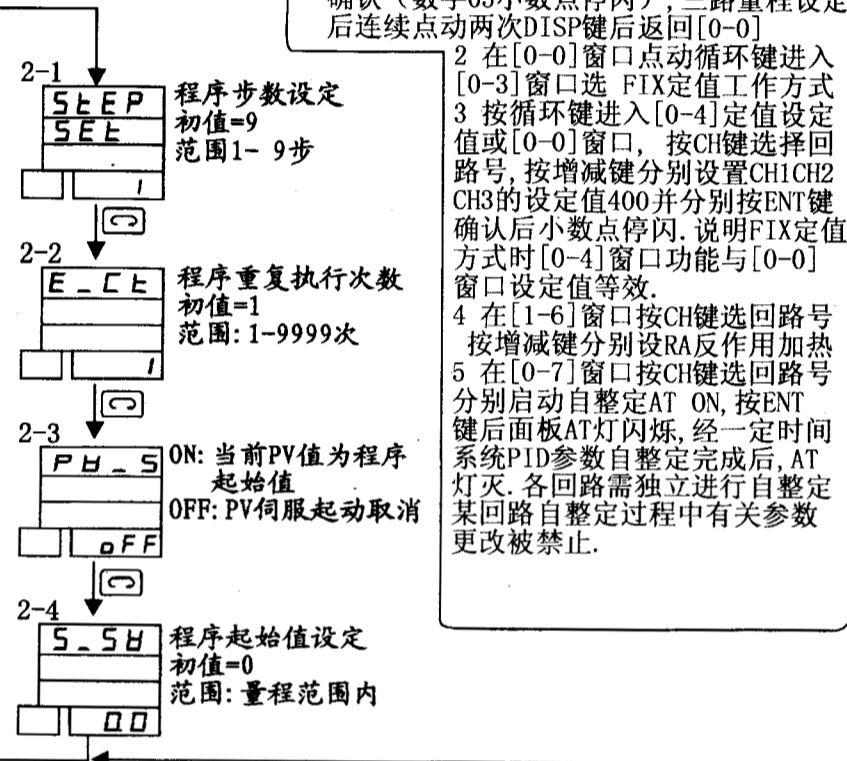 确认（数字05小数点停闪）,三路量程设定
后连续点动两次DISP键后返回[0-0]
2 在[0-0]窗口点动循环键进入
[0-3]窗口选 FIX定值工作方式
3 按循环键进入[0-4]定值设定
值或[0-0]窗口, 按CH键选择回
路号,按增减键分别设置CH1CH2
CH3的设定值400并分别按ENT键
确认后小数点停闪.说明FIX定值
方式时[0-4]窗口功能与[0-0]
窗口设定值等效.
4 在[1-6]窗口按CH键选回路号
按增减键分别设RA反作用加热
5 在[0-7]窗口按CH键选回路号
分别启动自整定AT ON,按ENT
键后面板AT灯闪烁,经一定时间
系统PID参数自整定完成后,AT
灯灭.各回路需独立进行自整定
某回路自整定过程中有关参数
更改被禁止.
2-1
StEP
SEt
1
程序步数设定
初值=9
范围1- 9步
2-2
E_Ct
1
程序重复执行次数
初值=1
范围:1-9999次
2-3
PV_S
oFF
ON:当前PV值为程序
起始值
OFF:PV伺服起动取消
2-4
S_SV
0.0
程序起始值设定
初值=0
范围:量程范围内